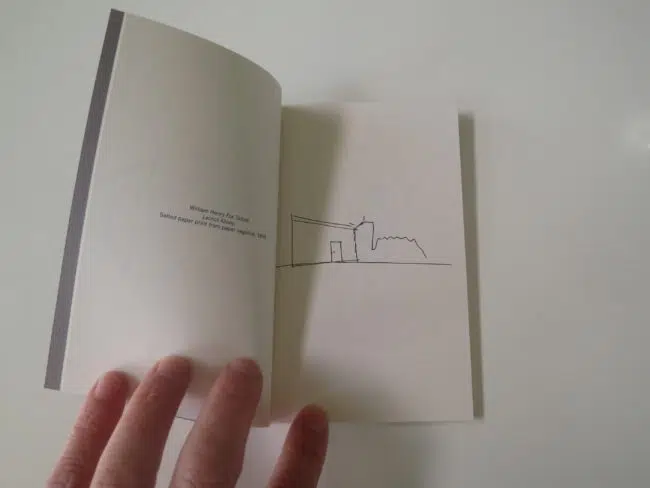 William Henry Fox Talbot
Lacock Abbey
Salted paper print from paper negative,